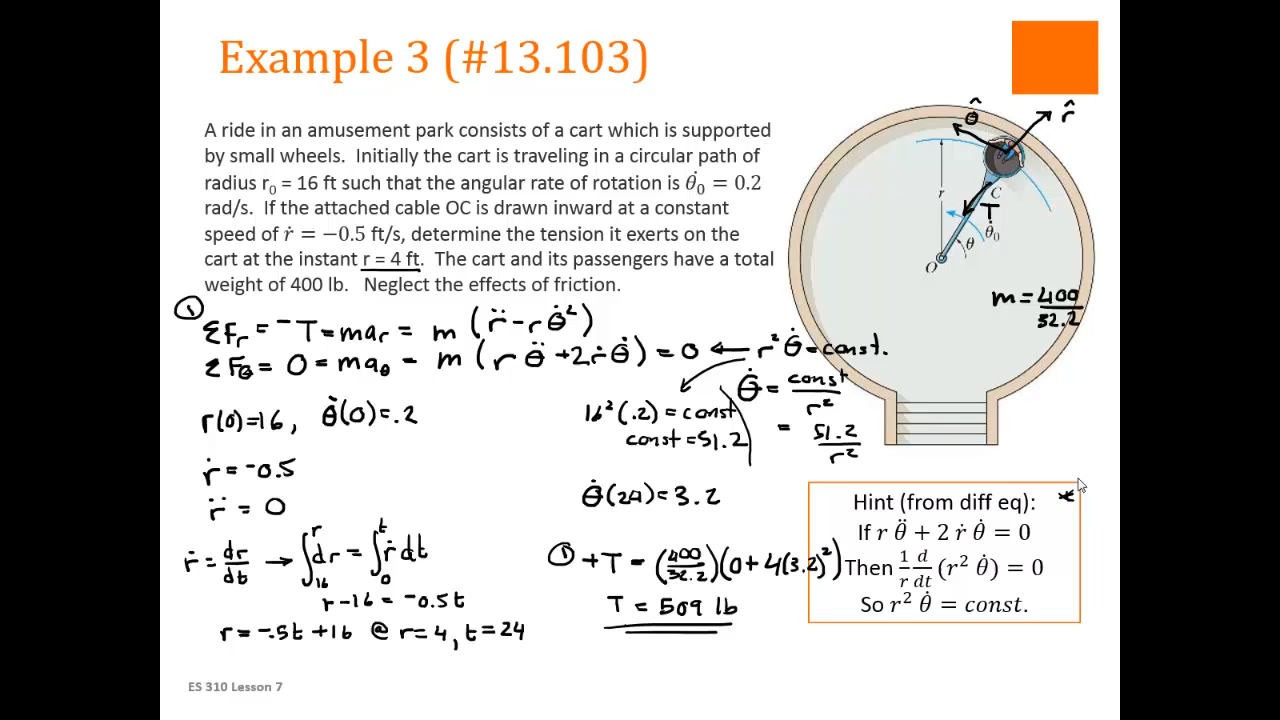 Example 3 (#13.103)
A ride in an amusement park consists of a cart which is supported
by small wheels. Initially the cart is traveling in a circular path of
radius r₀ = 16 ft such that the angular rate of rotation is θ̇₀ = 0.2
rad/s. If the attached cable OC is drawn inward at a constant
speed of ṙ = −0.5 ft/s, determine the tension it exerts on the
cart at the instant r = 4 ft. The cart and its passengers have a total
weight of 400 lb. Neglect the effects of friction.
θ̂
r̂
r
C
T
θ̇₀
θ
O
m = 400/32.2
① ΣFr = -T = mar = m (r̈ - rθ̇²)
ΣFθ = 0 = maθ = m (rθ̈ + 2ṙθ̇) = 0 ← r²θ̇ = const.
r(0)=16, θ̇(0)=.2
16²(.2) = const
const = 51.2
θ̇ = const/r²
= 51.2/r²
ṙ = -0.5
r̈ = 0
θ̇(24) = 3.2
ṙ = dr/dt → ∫₁₆ʳ dr = ∫₀ᵗ ṙ dt
r - 16 = -0.5t
r = -.5t + 16 @ r = 4, t = 24
① +T = (400/32.2)(0 + 4(3.2)²)
T = 509 lb
*
Hint (from diff eq):
If r θ̈ + 2 ṙ θ̇ = 0
Then 1/r d/dt (r² θ̇) = 0
So r² θ̇ = const.
ES 310 Lesson 7